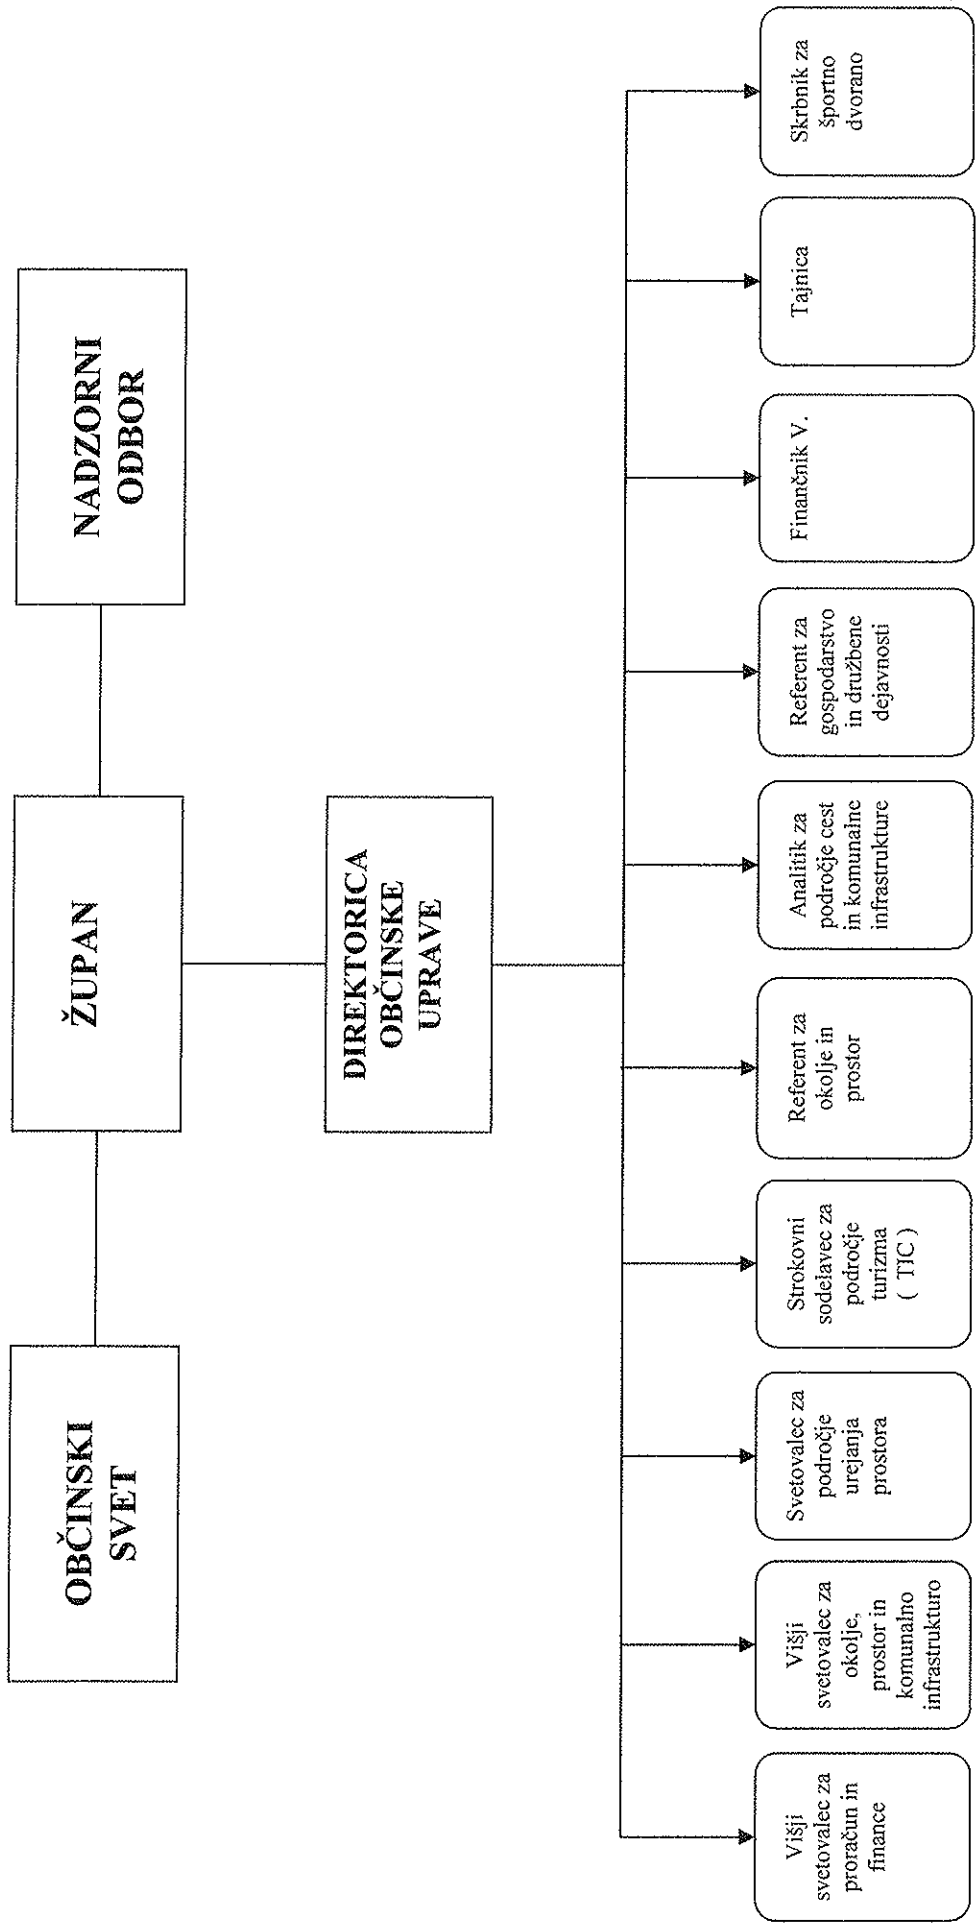 OBČINSKI
SVET
ŽUPAN
NADZORNI
ODBOR
DIREKTORICA
OBČINSKE
UPRAVE
Višji
svetovalec za
proračun in
finance
Višji
svetovalec za
okolje,
prostor in
komunalno
infrastrukturo
Svetovalec za
področje
urejanja
prostora
Strokovni
sodelavec za
področje
turizma
( TIC )
Referent za
okolje in
prostor
Analitik za
področje cest
in komunalne
infrastrukture
Referent za
gospodarstvo
in družbene
dejavnosti
Finančnik V.
Tajnica
Skrbnik za
športno
dvorano